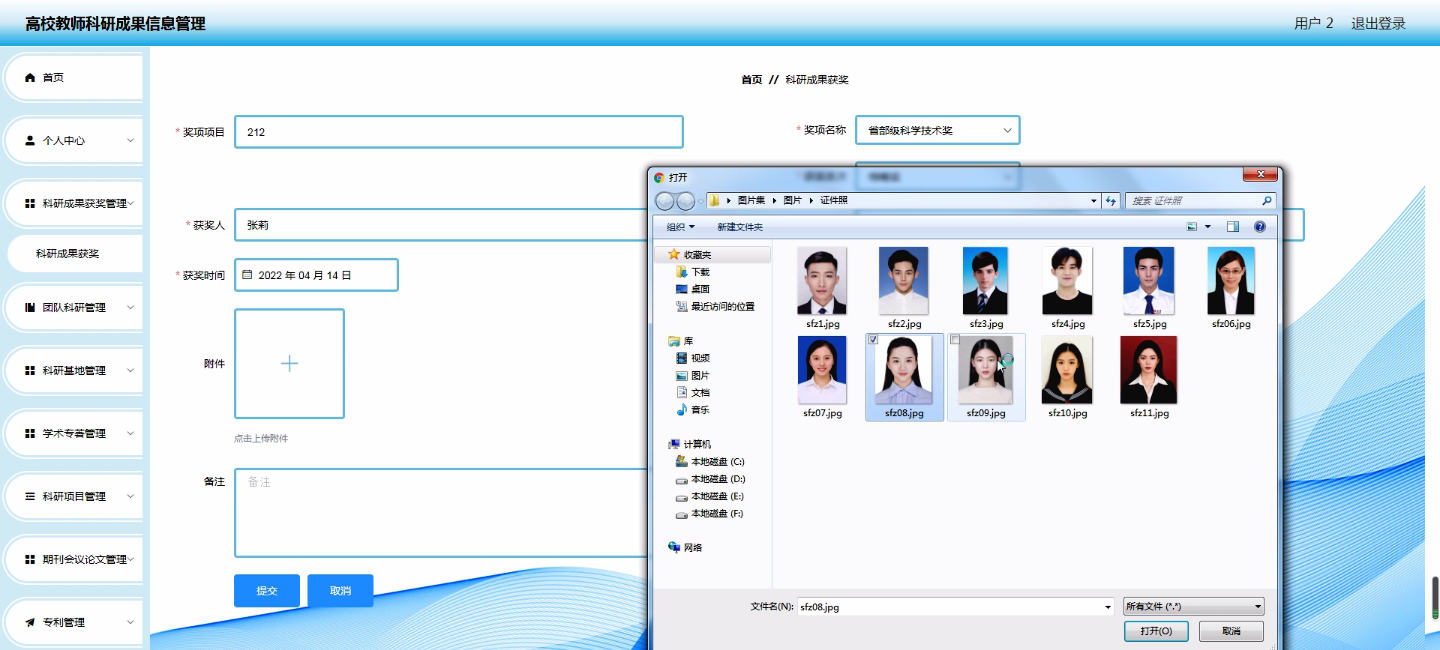 高校教师科研成果信息管理
用户 2 退出登录
首页
个人中心
科研成果获奖管理
科研成果获奖
团队科研管理
科研基地管理
学术专著管理
科研项目管理
期刊会议论文管理
专利管理
首页 // 科研成果获奖
* 奖项项目 212
* 奖项名称 省部级科学技术奖
* 获奖人 张莉
* 获奖时间 2022 年 04 月 14 日
附件
点击上传附件
备注 备注
提交 取消
打开
图片集 图片 证件照
搜索 证件照
组织 新建文件夹
收藏夹
下载
桌面
最近访问的位置
库
视频
图片
文档
音乐
计算机
本地磁盘 (C:)
本地磁盘 (D:)
本地磁盘 (E:)
本地磁盘 (F:)
网络
sfz1.jpg sfz2.jpg sfz3.jpg sfz4.jpg sfz5.jpg sfz06.jpg
sfz07.jpg sfz08.jpg sfz09.jpg sfz10.jpg sfz11.jpg
文件名(N): sfz08.jpg 所有文件 (*.*)
打开(O) 取消